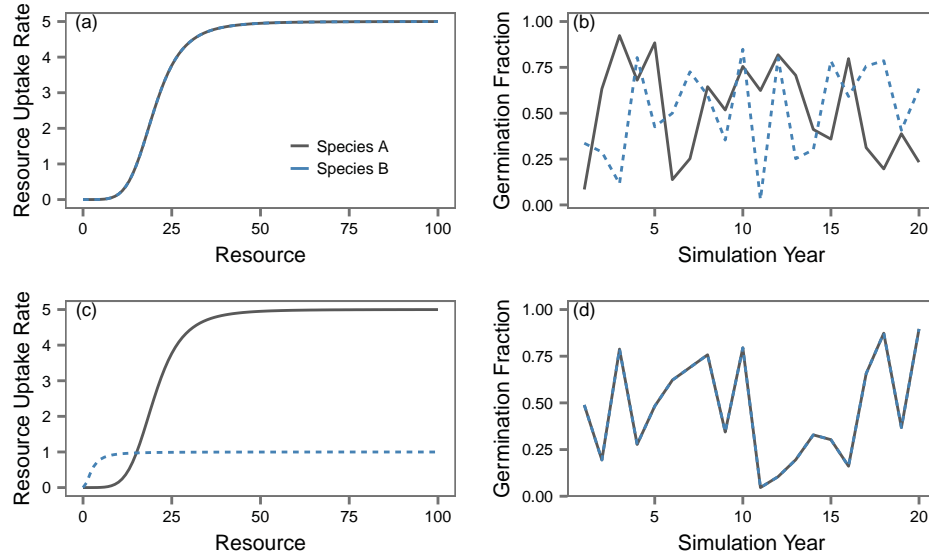 (a)
Resource Uptake Rate
5
4
3
2
1
0
Species A
Species B
0 25 50 75 100
Resource
(b)
Germination Fraction
1.00
0.75
0.50
0.25
0.00
5 10 15 20
Simulation Year
(c)
Resource Uptake Rate
5
4
3
2
1
0
0 25 50 75 100
Resource
(d)
Germination Fraction
1.00
0.75
0.50
0.25
0.00
5 10 15 20
Simulation Year